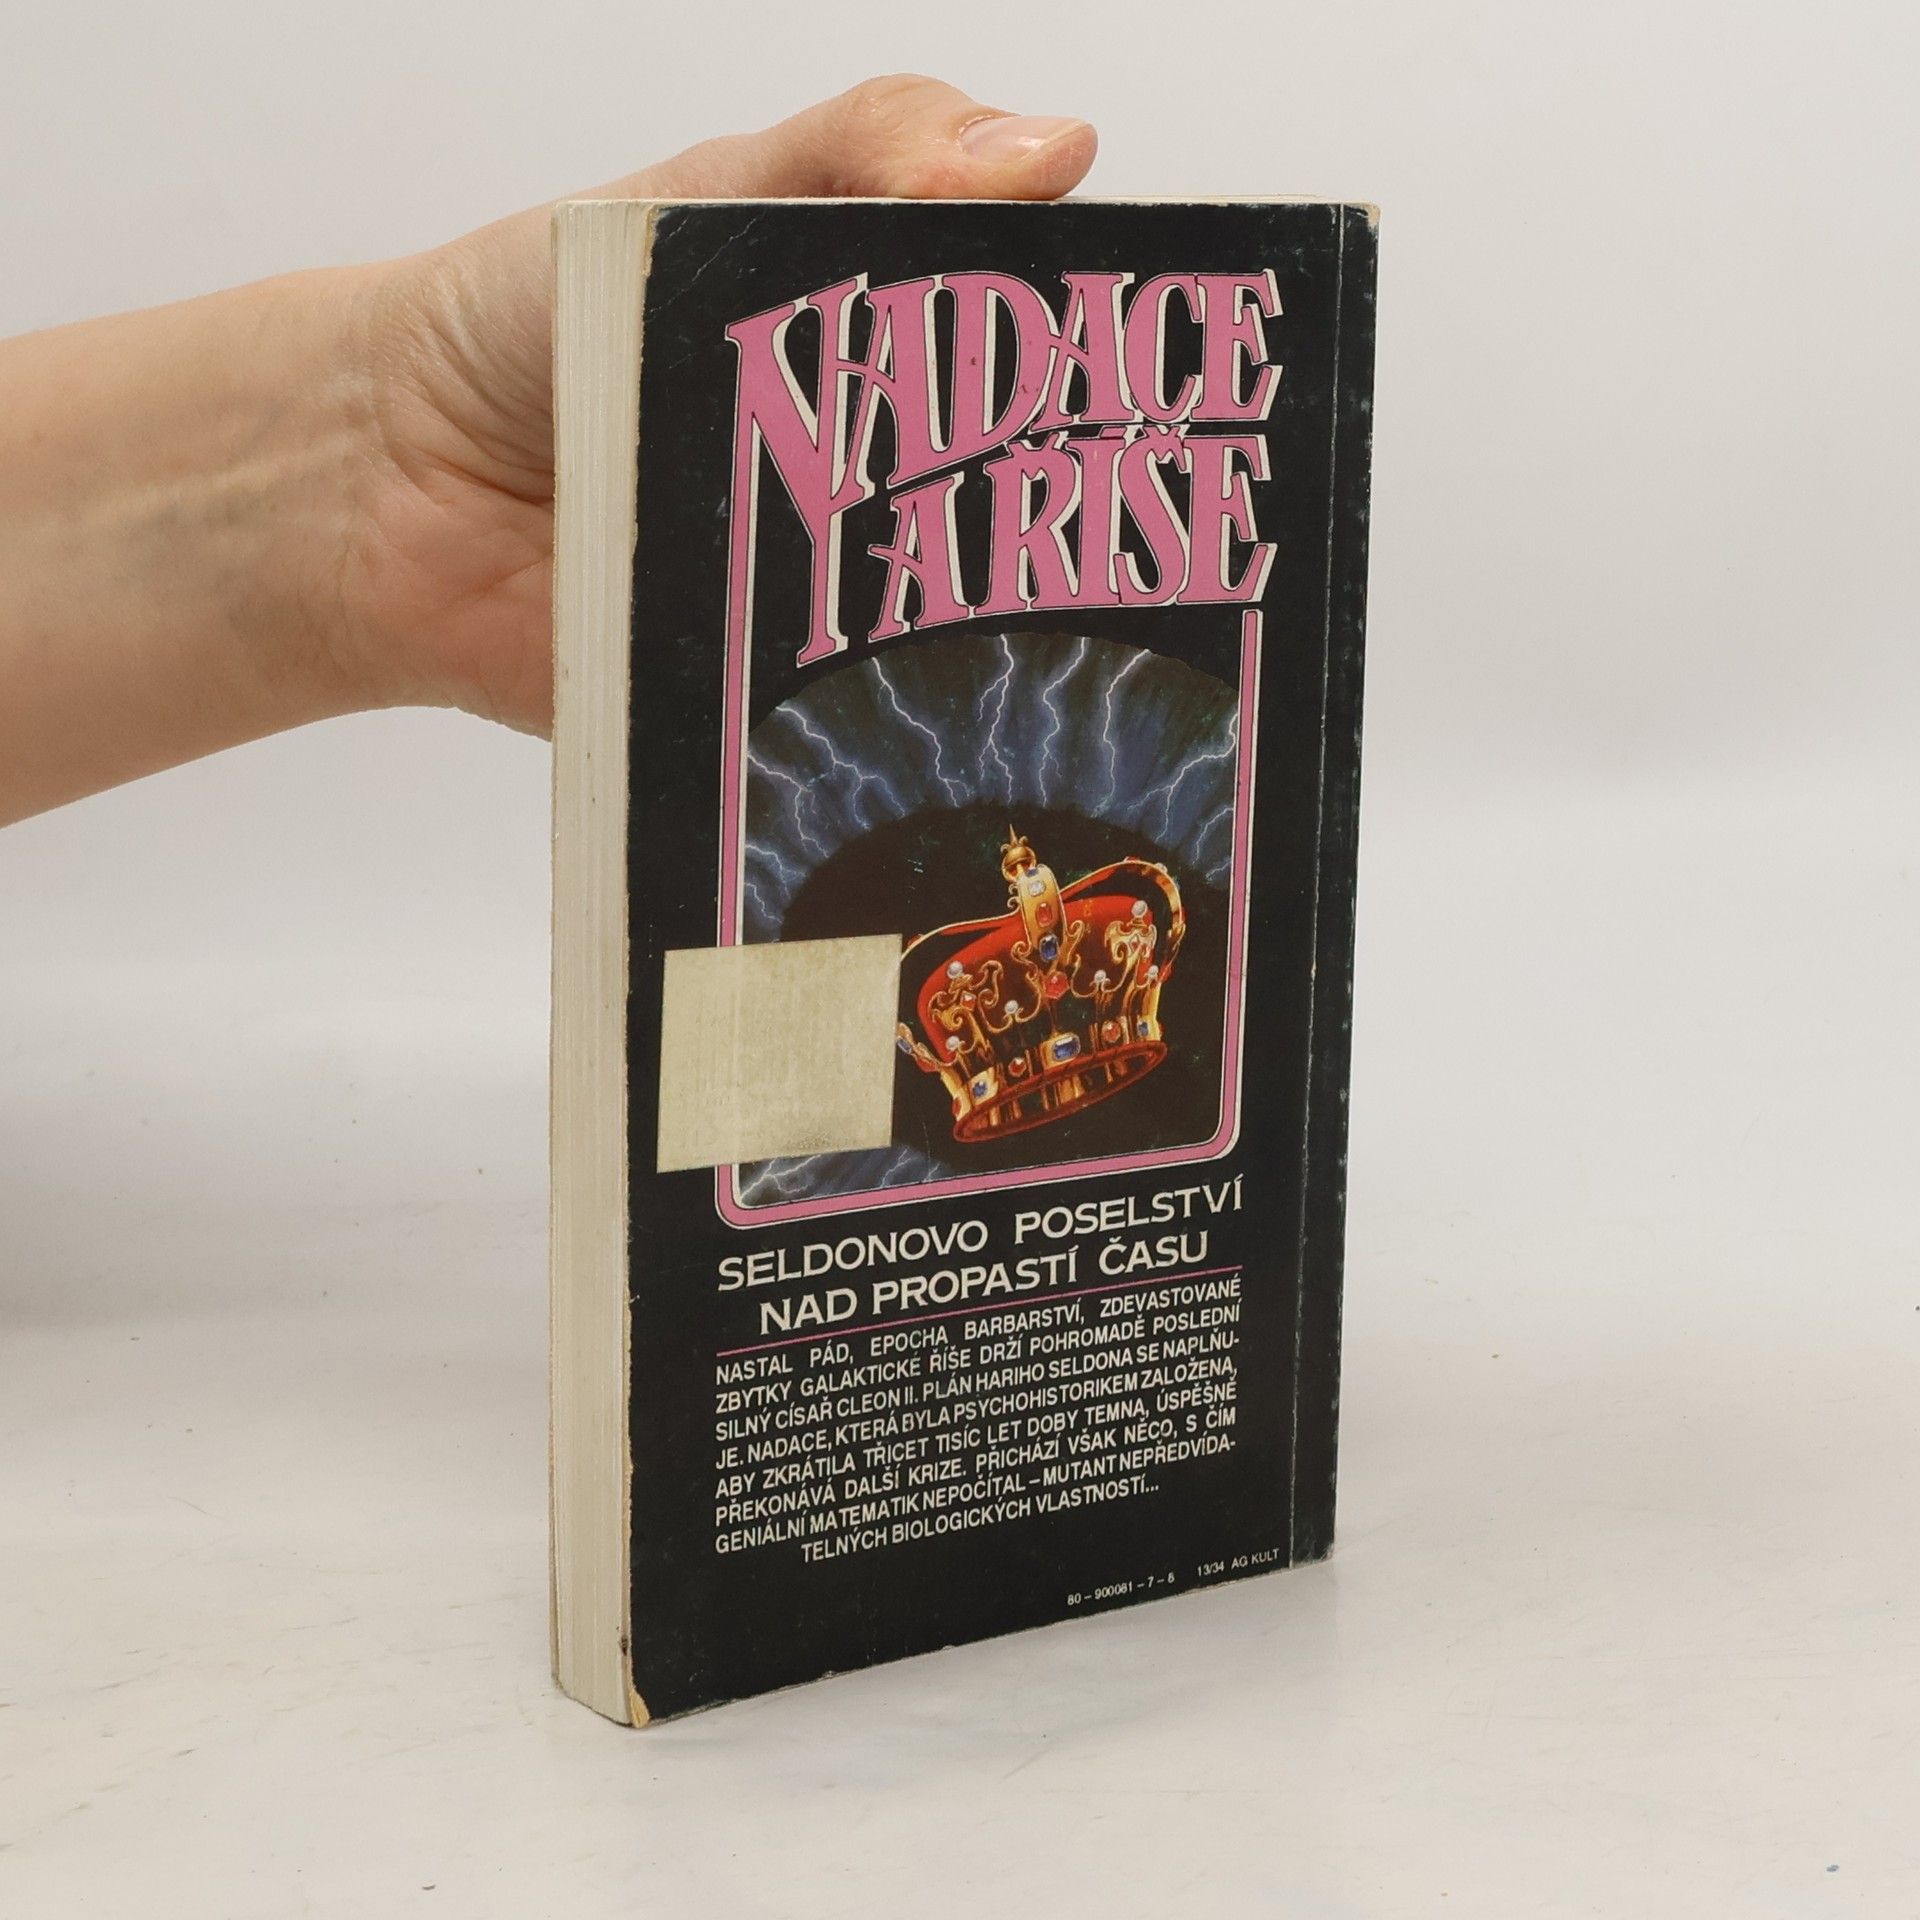 NADACE
A ŘÍŠE
SELDONOVO POSELSTVÍ
NAD PROPASTÍ ČASU
NASTAL PÁD, EPOCHA BARBARSTVÍ, ZDEVASTOVANÉ
ZBYTKY GALAKTICKÉ ŘÍŠE DRŽÍ POHROMADĚ POSLEDNÍ
SILNÝ CÍSAŘ CLEON II. PLÁN HARIHO SELDONA SE NAPLŇU-
JE. NADACE, KTERÁ BYLA PSYCHOHISTORIKEM ZALOŽENA,
ABY ZKRÁTILA TŘICET TISÍC LET DOBY TEMNA, ÚSPĚŠNĚ
PŘEKONÁVÁ DALŠÍ KRIZE. PŘICHÁZÍ VŠAK NĚCO, S ČÍM
GENIÁLNÍ MATEMATIK NEPOČÍTAL – MUTANT NEPŘEDVÍDA-
TELNÝCH BIOLOGICKÝCH VLASTNOSTÍ...
80 – 900081 – 7 – 8 13/34 AG KULT